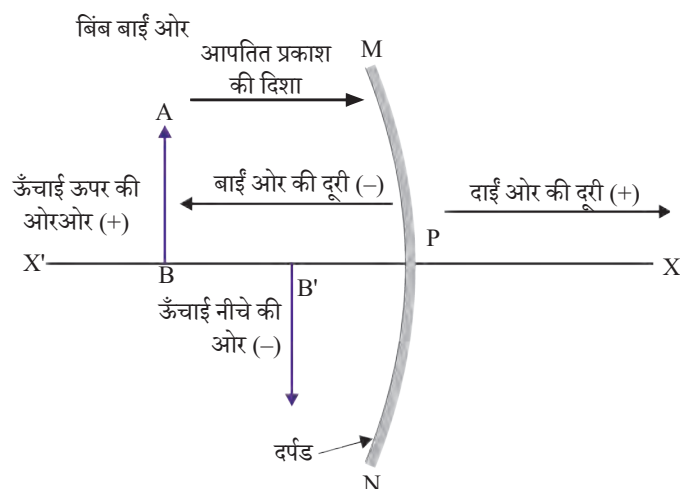 बिंब बाईं ओर
M
आपतित प्रकाश
की दिशा
A
ऊँचाई ऊपर की
ओरओर (+)
बाईं ओर की दूरी (–)
दाईं ओर की दूरी (+)
P
X'
B
B'
X
ऊँचाई नीचे की
ओर (–)
दर्पड
N